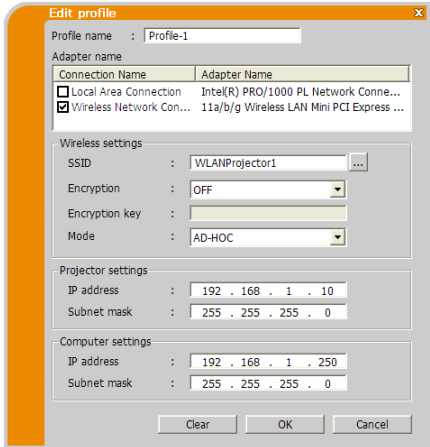 Edit profile x
Profile name : Profile-1
Adapter name
Connection Name Adapter Name
Local Area Connection Intel(R) PRO/1000 PL Network Conne...
Wireless Network Con... 11a/b/g Wireless LAN Mini PCI Express ...
Wireless settings
SSID : WLANProjector1 ...
Encryption : OFF
Encryption key :
Mode : AD-HOC
Projector settings
IP address : 192 . 168 . 1 . 10
Subnet mask : 255 . 255 . 255 . 0
Computer settings
IP address : 192 . 168 . 1 . 250
Subnet mask : 255 . 255 . 255 . 0
Clear OK Cancel